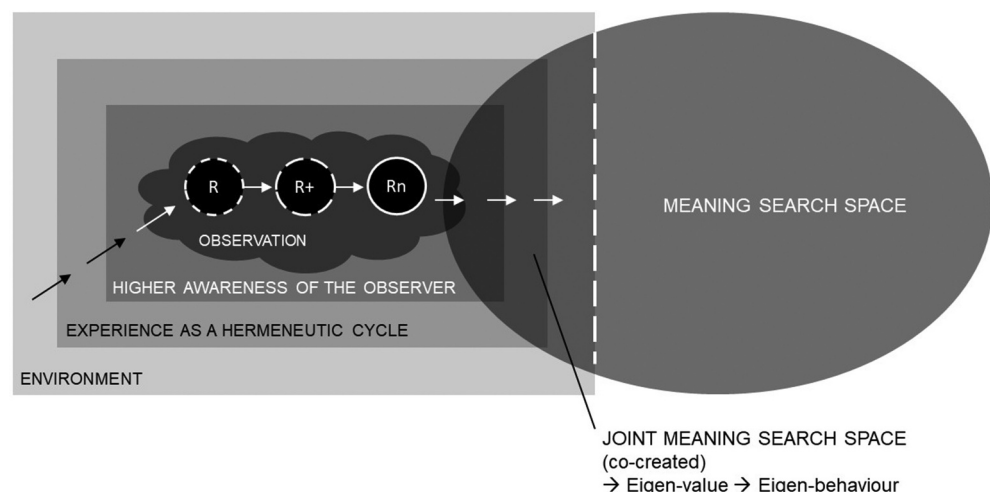 R
R+
Rn
OBSERVATION
HIGHER AWARENESS OF THE OBSERVER
EXPERIENCE AS A HERMENEUTIC CYCLE
ENVIRONMENT
MEANING SEARCH SPACE
JOINT MEANING SEARCH SPACE
(co-created)
→ Eigen-value → Eigen-behaviour